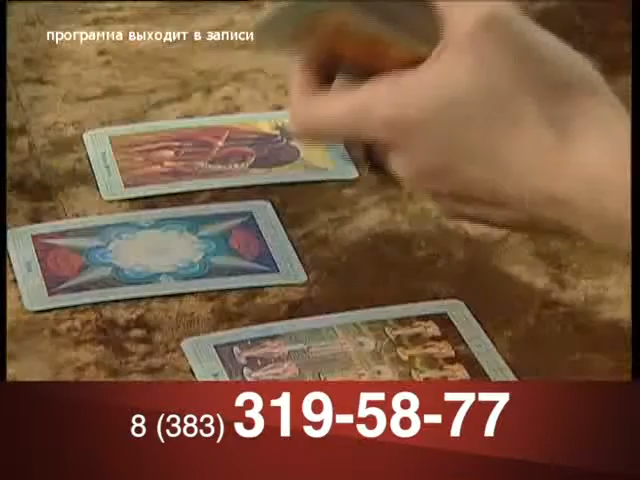 программа выходит в записи
8 (383) 319-58-77